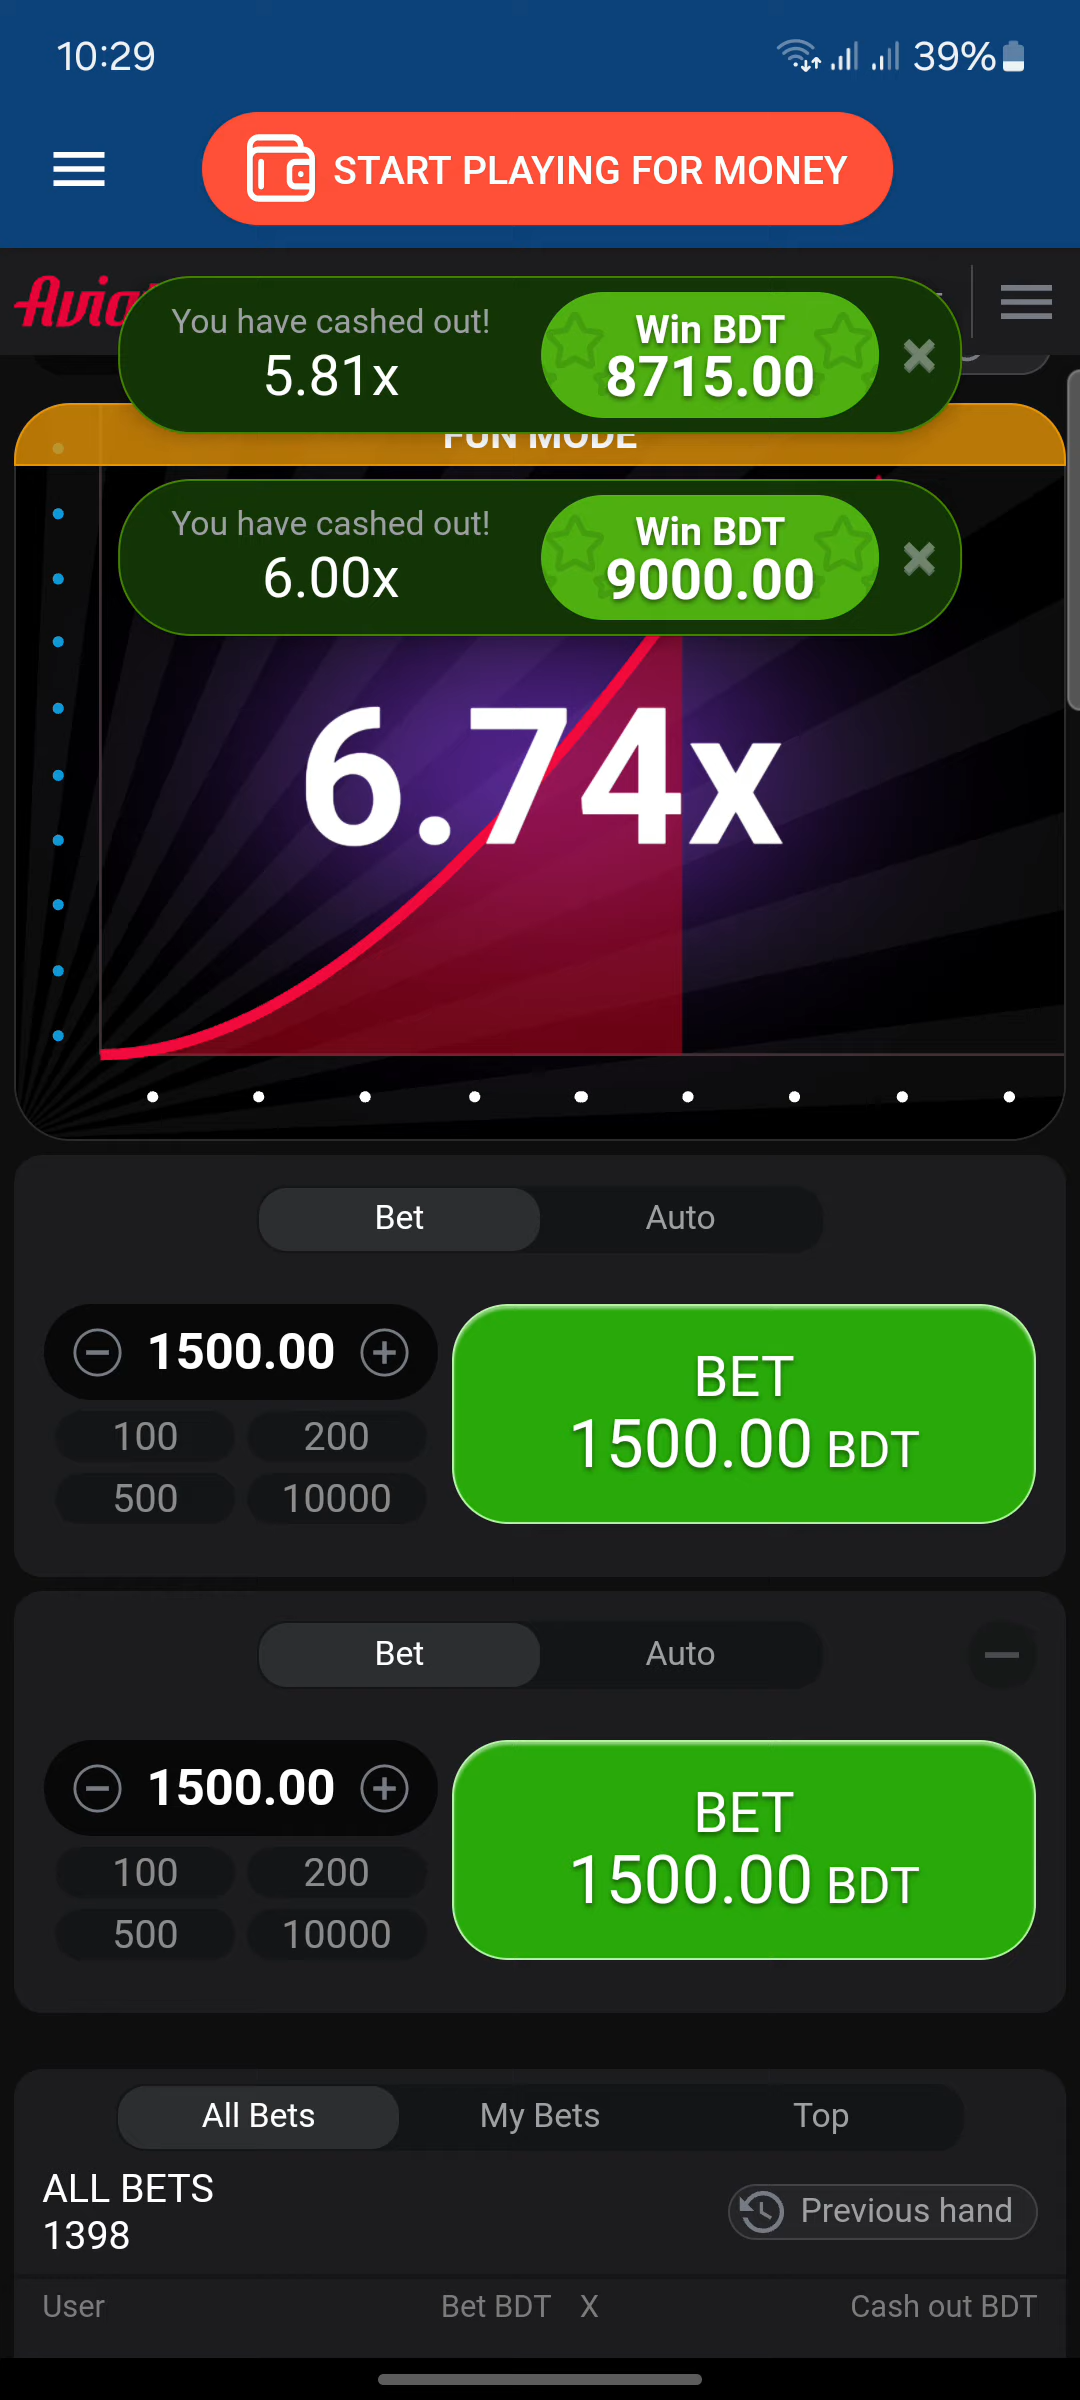 10:29
39%
START PLAYING FOR MONEY
You have cashed out!
5.81x
Win BDT
8715.00
FUN MODE
You have cashed out!
6.00x
Win BDT
9000.00
6.74x
Bet
Auto
1500.00
100
200
500
10000
BET
1500.00 BDT
Bet
Auto
1500.00
100
200
500
10000
BET
1500.00 BDT
All Bets
My Bets
Top
ALL BETS
1398
Previous hand
User
Bet BDT
X
Cash out BDT